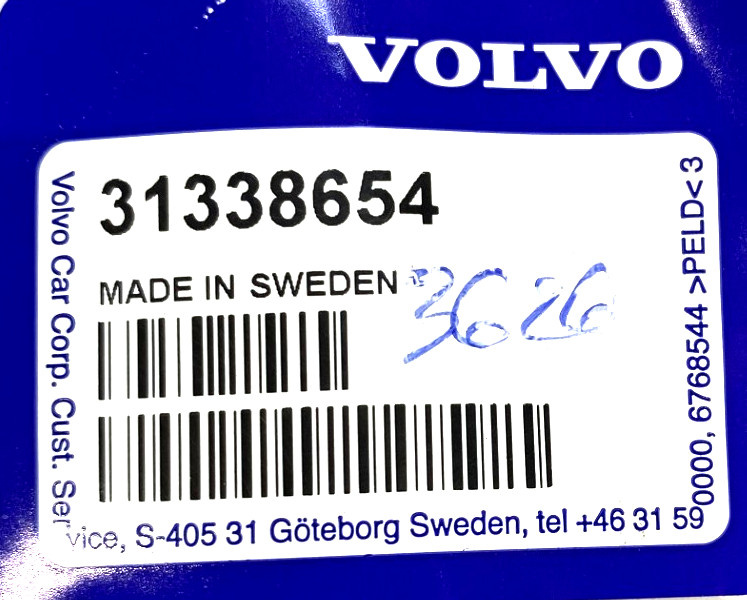 VOLVO
31338654
MADE IN SWEDEN
3626
Volvo Car Corp. Cust. Service, S-405 31 Göteborg Sweden, tel +46 31 590000, 6768544 >PELD< 3